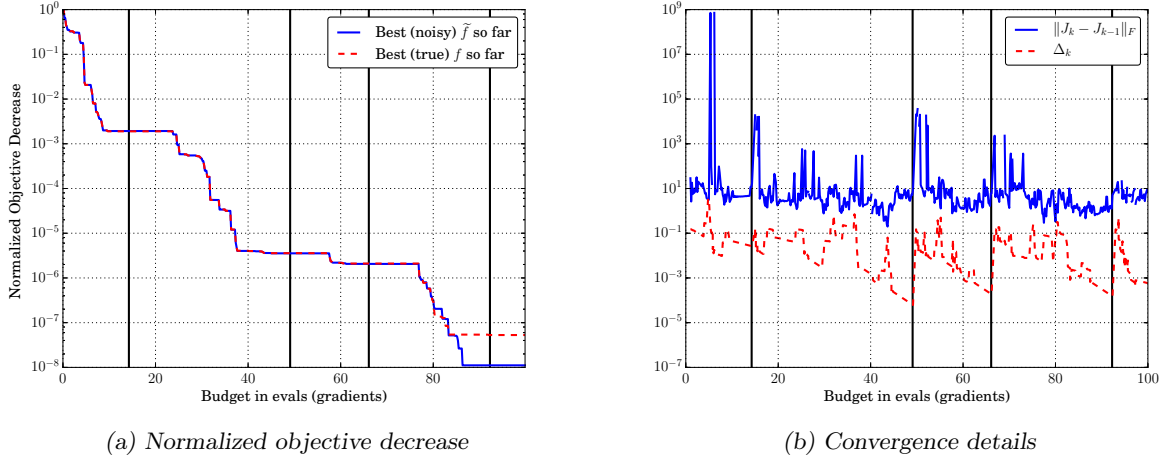 10^0
10^{-1}
10^{-2}
10^{-3}
10^{-4}
10^{-5}
10^{-6}
10^{-7}
10^{-8}
Normalized Objective Decrease
Best (noisy) \widetilde{f} so far
Best (true) f so far
0 20 40 60 80
Budget in evals (gradients)
(a) Normalized objective decrease
10^9
10^7
10^5
10^3
10^1
10^{-1}
10^{-3}
10^{-5}
10^{-7}
‖J_k − J_{k−1}‖_F
Δ_k
0 20 40 60 80 100
Budget in evals (gradients)
(b) Convergence details